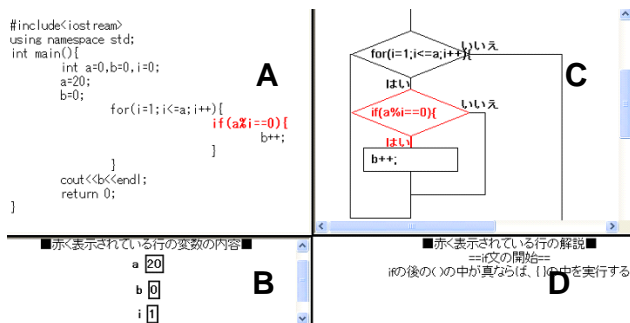 #include<iostream>
using namespace std;
int main(){
int a=0,b=0,i=0;
a=20;
b=0;
for(i=1;i<=a;i++){
if(a%i==0){
b++;
}
}
cout<<b<<endl;
return 0;
}
A
for(i=1;i<=a;i++){
いいえ
はい
if(a%i==0){
いいえ
はい
b++;
C
■赤く表示されている行の変数の内容■
a 20
b 0
i 1
B
■赤く表示されている行の解説■
==if文の開始==
ifの後の()の中が真ならば、{}の中を実行する
D